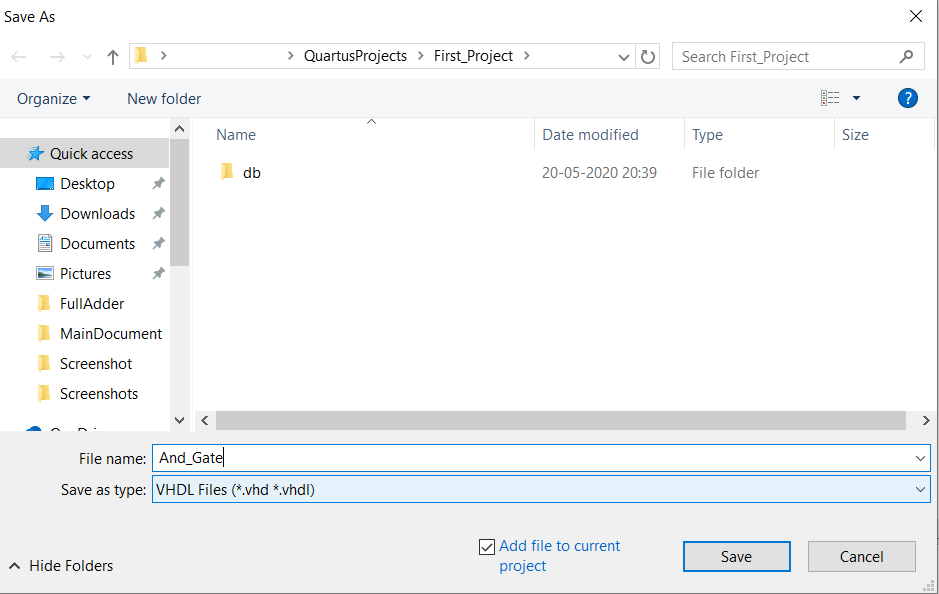 Save As
QuartusProjects First_Project
Search First_Project
Organize New folder
?
Name Date modified Type Size
Quick access
Desktop
Downloads
Documents
Pictures
FullAdder
MainDocument
Screenshot
Screenshots
db 20-05-2020 20:39 File folder
File name: And_Gate
Save as type: VHDL Files (*.vhd *.vhdl)
Add file to current
project
Save Cancel
Hide Folders